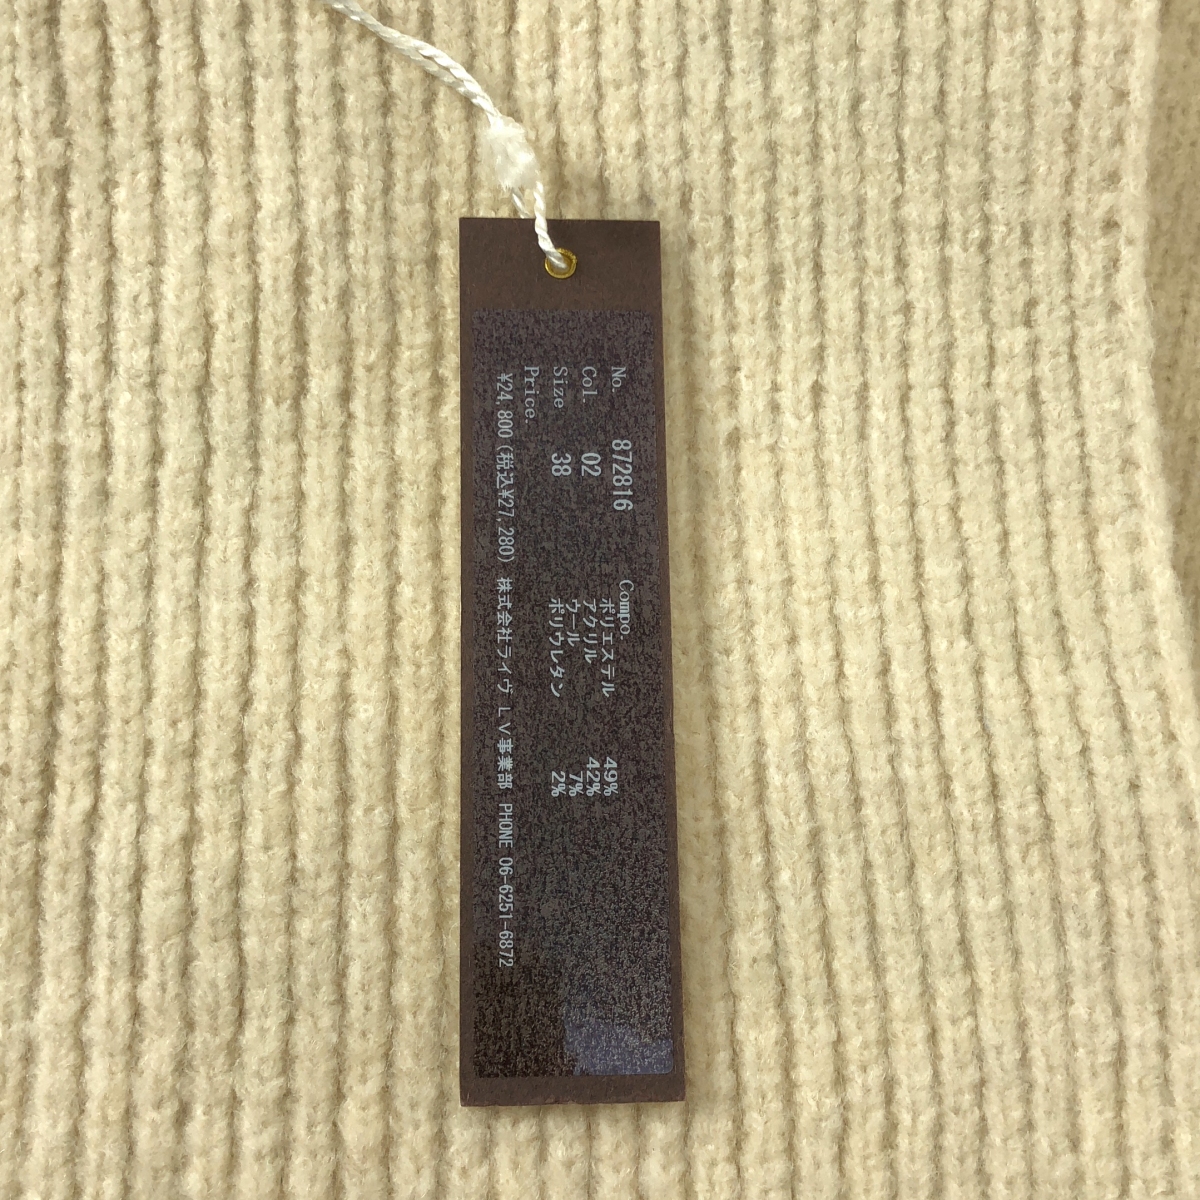 No. 872816
Col. 02
Size 38
Price.
¥24,800(税込¥27,280) 株式会社ライヴ LV事業部 PHONE 06-6251-6872
Compo.
ポリエステル 49%
アクリル 42%
ウール 7%
ポリウレタン 2%